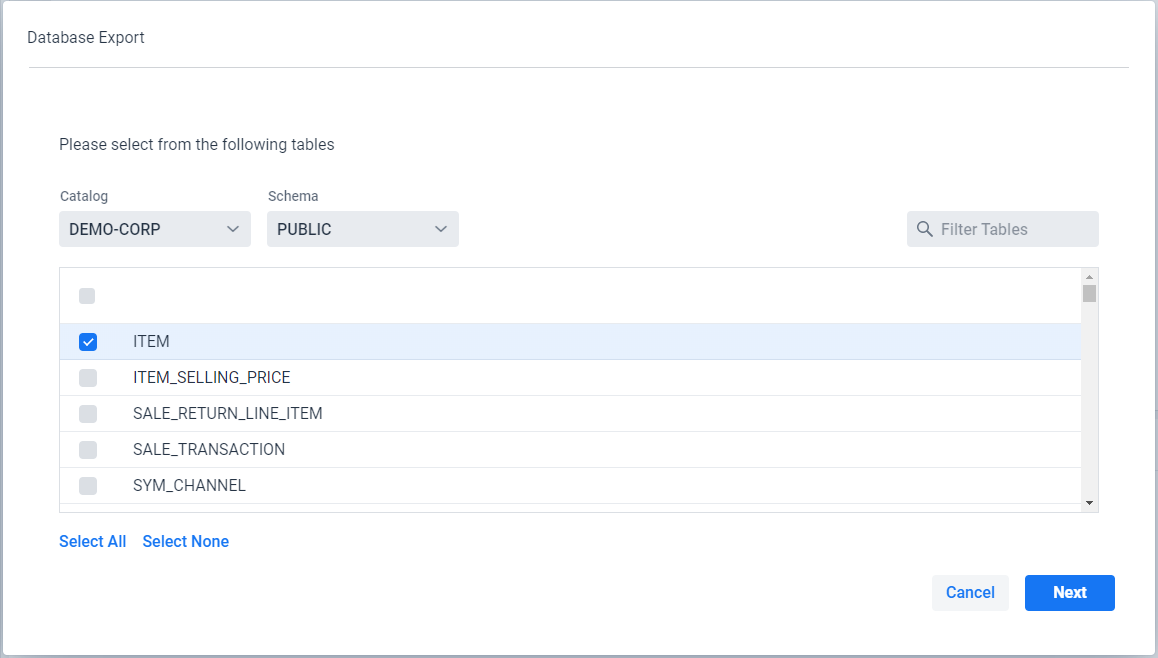 Database Export
Please select from the following tables
Catalog Schema
DEMO-CORP PUBLIC Filter Tables
ITEM
ITEM_SELLING_PRICE
SALE_RETURN_LINE_ITEM
SALE_TRANSACTION
SYM_CHANNEL
Select All Select None
Cancel Next